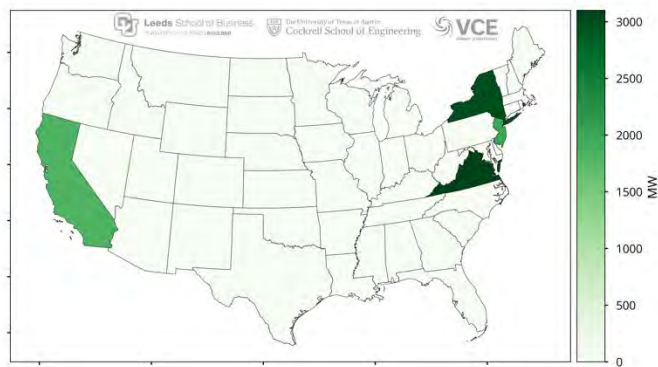 Leeds School of Business
The University of Texas at Austin
Cockrell School of Engineering
VCE
3000
2500
2000
1500
1000
500
0
MW